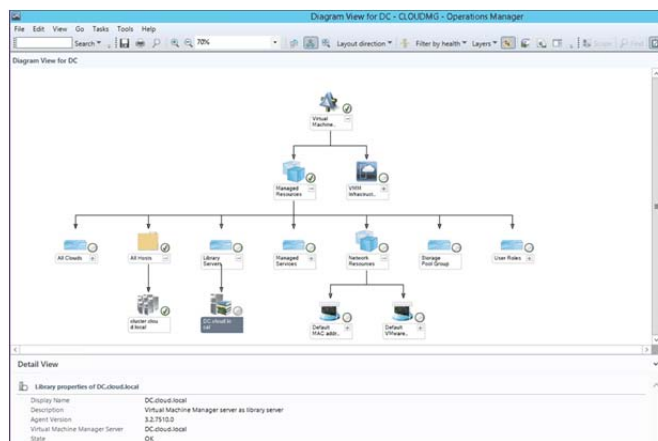 Diagram View for DC - CLOUDMG - Operations Manager
File Edit View Go Tasks Tools Help
Search 70% Layout direction Filter by health Layers Scope Find
Diagram View for DC
Virtual
Machine...
Managed
Resources
VMM
Infrastruct...
All Clouds
All Hosts
Library
Servers
Managed
Services
Network
Resources
Storage
Pool Group
User Roles
cluster.clou
d.local
DC.cloud.lo
cal
Default
MAC addr...
Default
VMware...
Detail View
Library properties of DC.cloud.local
Display Name DC.cloud.local
Description Virtual Machine Manager server as library server
Agent Version 3.2.7510.0
Virtual Machine Manager Server DC.cloud.local
State OK